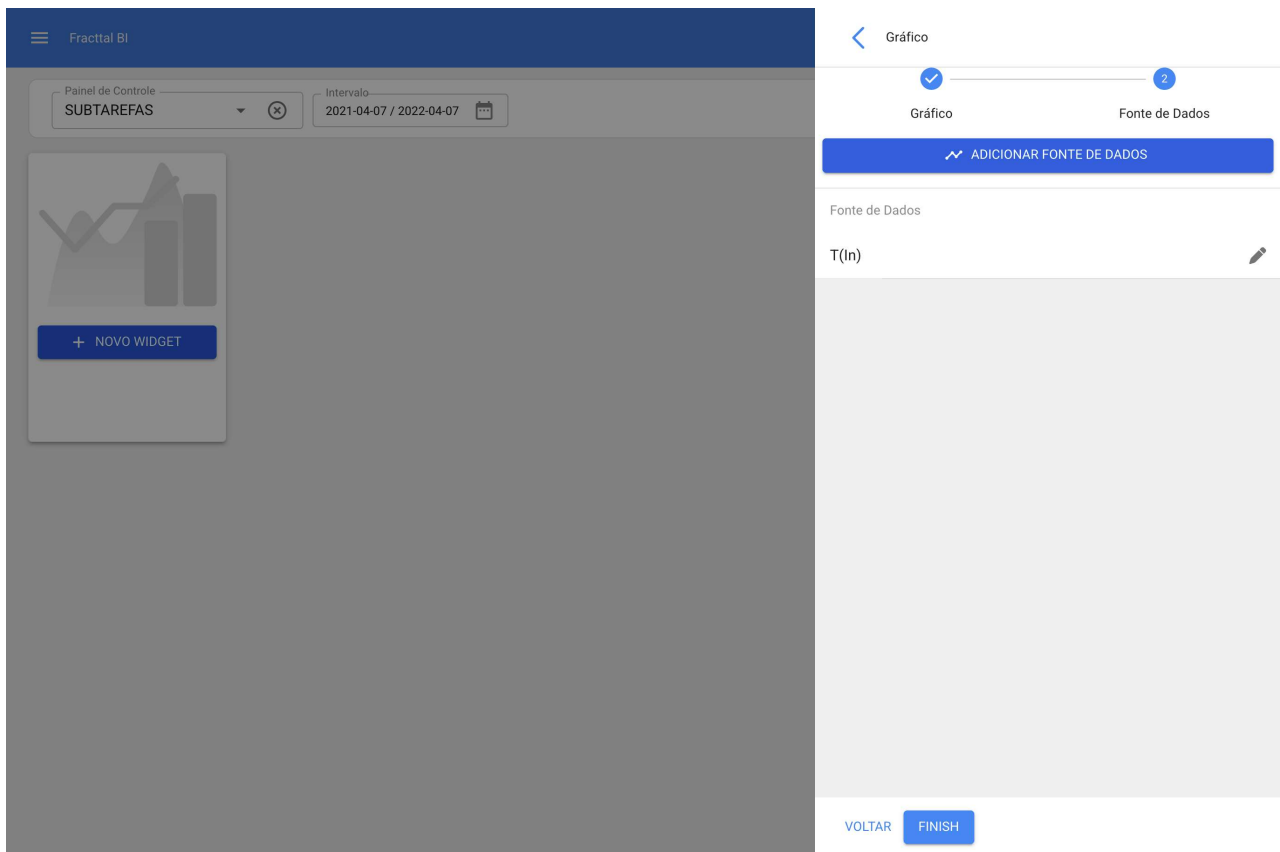 Fracttal BI
Painel de Controle
SUBTAREFAS
Intervalo
2021-04-07 / 2022-04-07
NOVO WIDGET
Gráfico
2
Gráfico
Fonte de Dados
ADICIONAR FONTE DE DADOS
Fonte de Dados
T(In)
VOLTAR
FINISH